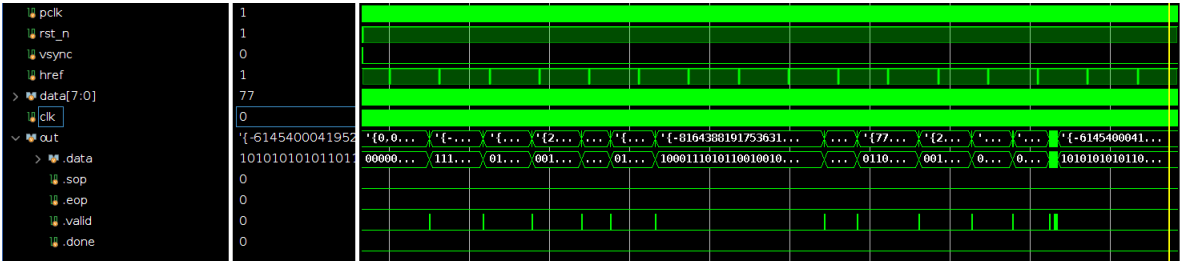 pclk 1
rst_n 1
vsync 0
href 1
data[7:0] 77
clk 0
out '{-6145400041952 '{0,0... '{-... '{... '{2... ... '{... '{-8164388191753631... ... '{77... '{2... '... '... '{-6145400041...
.data 101010101011011 00000... 111... 01... 001... ... 01... 1000111010110010010... ... 0110... 001... 0... 0... 1010101010110...
.sop 0
.eop 0
.valid 0
.done 0